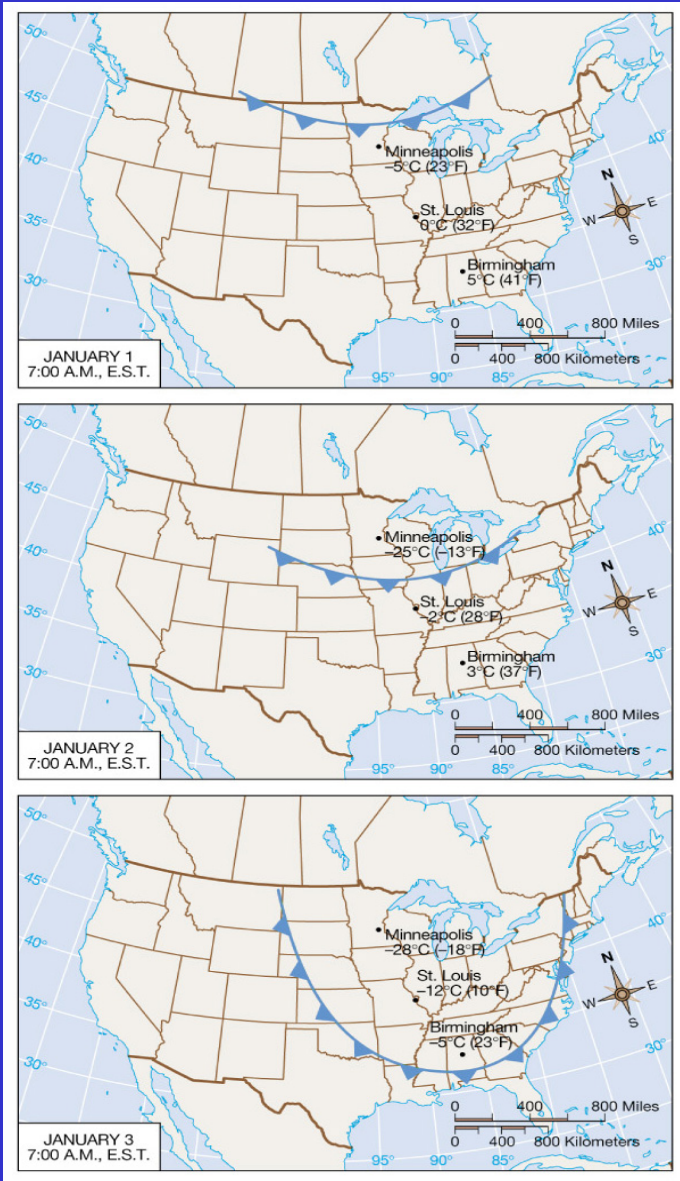 50°
45°
40°
35°
30°
Minneapolis
–5°C (23°F)
St. Louis
0°C (32°F)
Birmingham
5°C (41°F)
N
E
W
S
40°
30°
0 400 800 Miles
0 400 800 Kilometers
95° 90° 85°
JANUARY 1
7:00 A.M., E.S.T.
50°
45°
40°
35°
30°
Minneapolis
–25°C (–13°F)
St. Louis
–2°C (28°F)
Birmingham
3°C (37°F)
N
E
W
S
40°
30°
0 400 800 Miles
0 400 800 Kilometers
95° 90° 85°
JANUARY 2
7:00 A.M., E.S.T.
50°
45°
40°
35°
30°
Minneapolis
–28°C (–18°F)
St. Louis
–12°C (10°F)
Birmingham
–5°C (23°F)
N
E
W
S
40°
30°
0 400 800 Miles
0 400 800 Kilometers
95° 90° 85°
JANUARY 3
7:00 A.M., E.S.T.